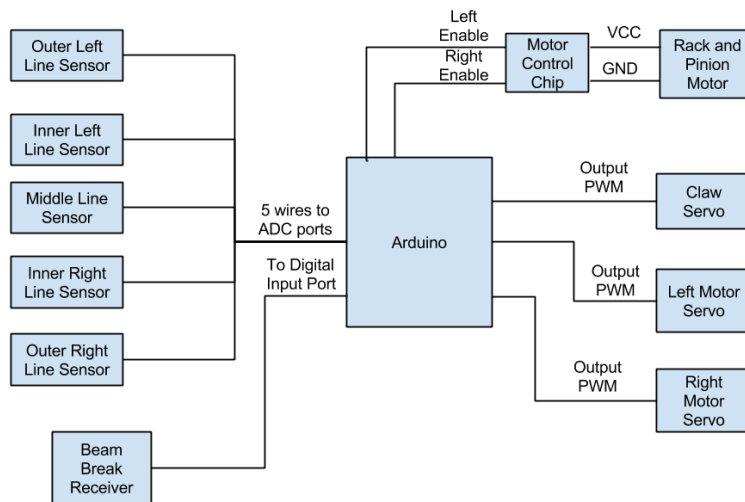 Outer Left
Line Sensor
Inner Left
Line Sensor
Middle Line
Sensor
Inner Right
Line Sensor
Outer Right
Line Sensor
Beam
Break
Receiver
5 wires to
ADC ports
To Digital
Input Port
Arduino
Left
Enable
Right
Enable
Motor
Control
Chip
VCC
GND
Rack and
Pinion
Motor
Output
PWM
Claw
Servo
Output
PWM
Left Motor
Servo
Output
PWM
Right
Motor
Servo